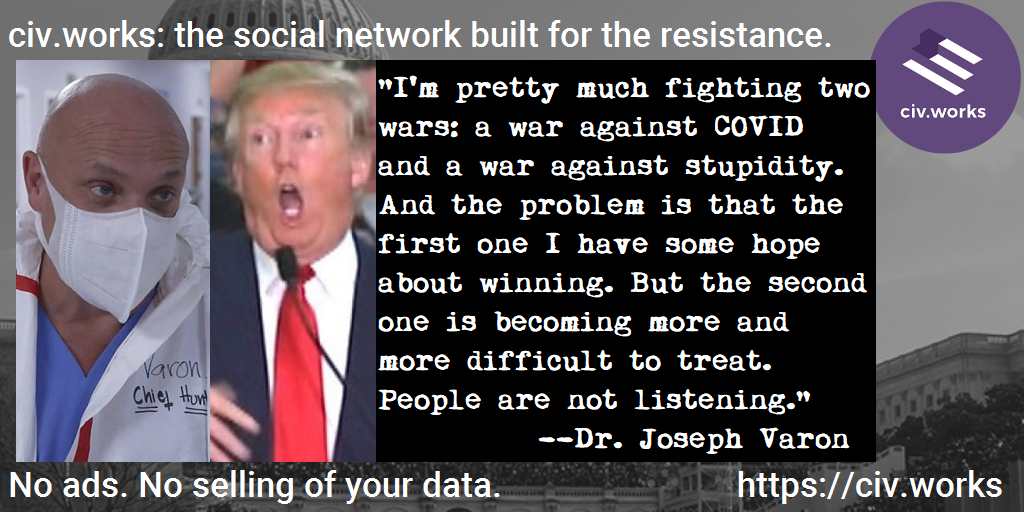 civ.works: the social network built for the resistance.
civ.works
"I'm pretty much fighting two
wars: a war against COVID
and a war against stupidity.
And the problem is that the
first one I have some hope
about winning. But the second
one is becoming more and
more difficult to treat.
People are not listening."
--Dr. Joseph Varon
Varon
Chief
No ads. No selling of your data.
https://civ.works